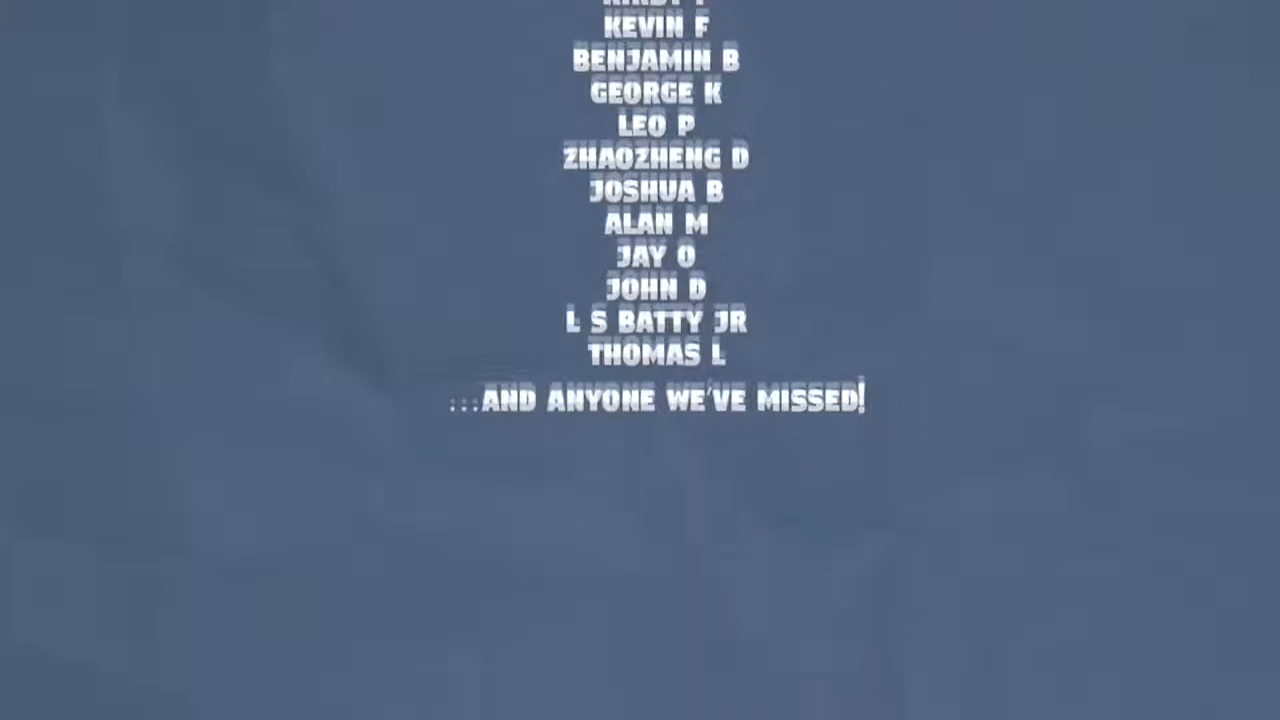 KEVIN F
BENJAMIN B
GEORGE K
LEO P
ZHAOZHENG D
JOSHUA B
ALAN M
JAY O
JOHN D
L S BATTY JR
THOMAS L
...AND ANYONE WE'VE MISSED!